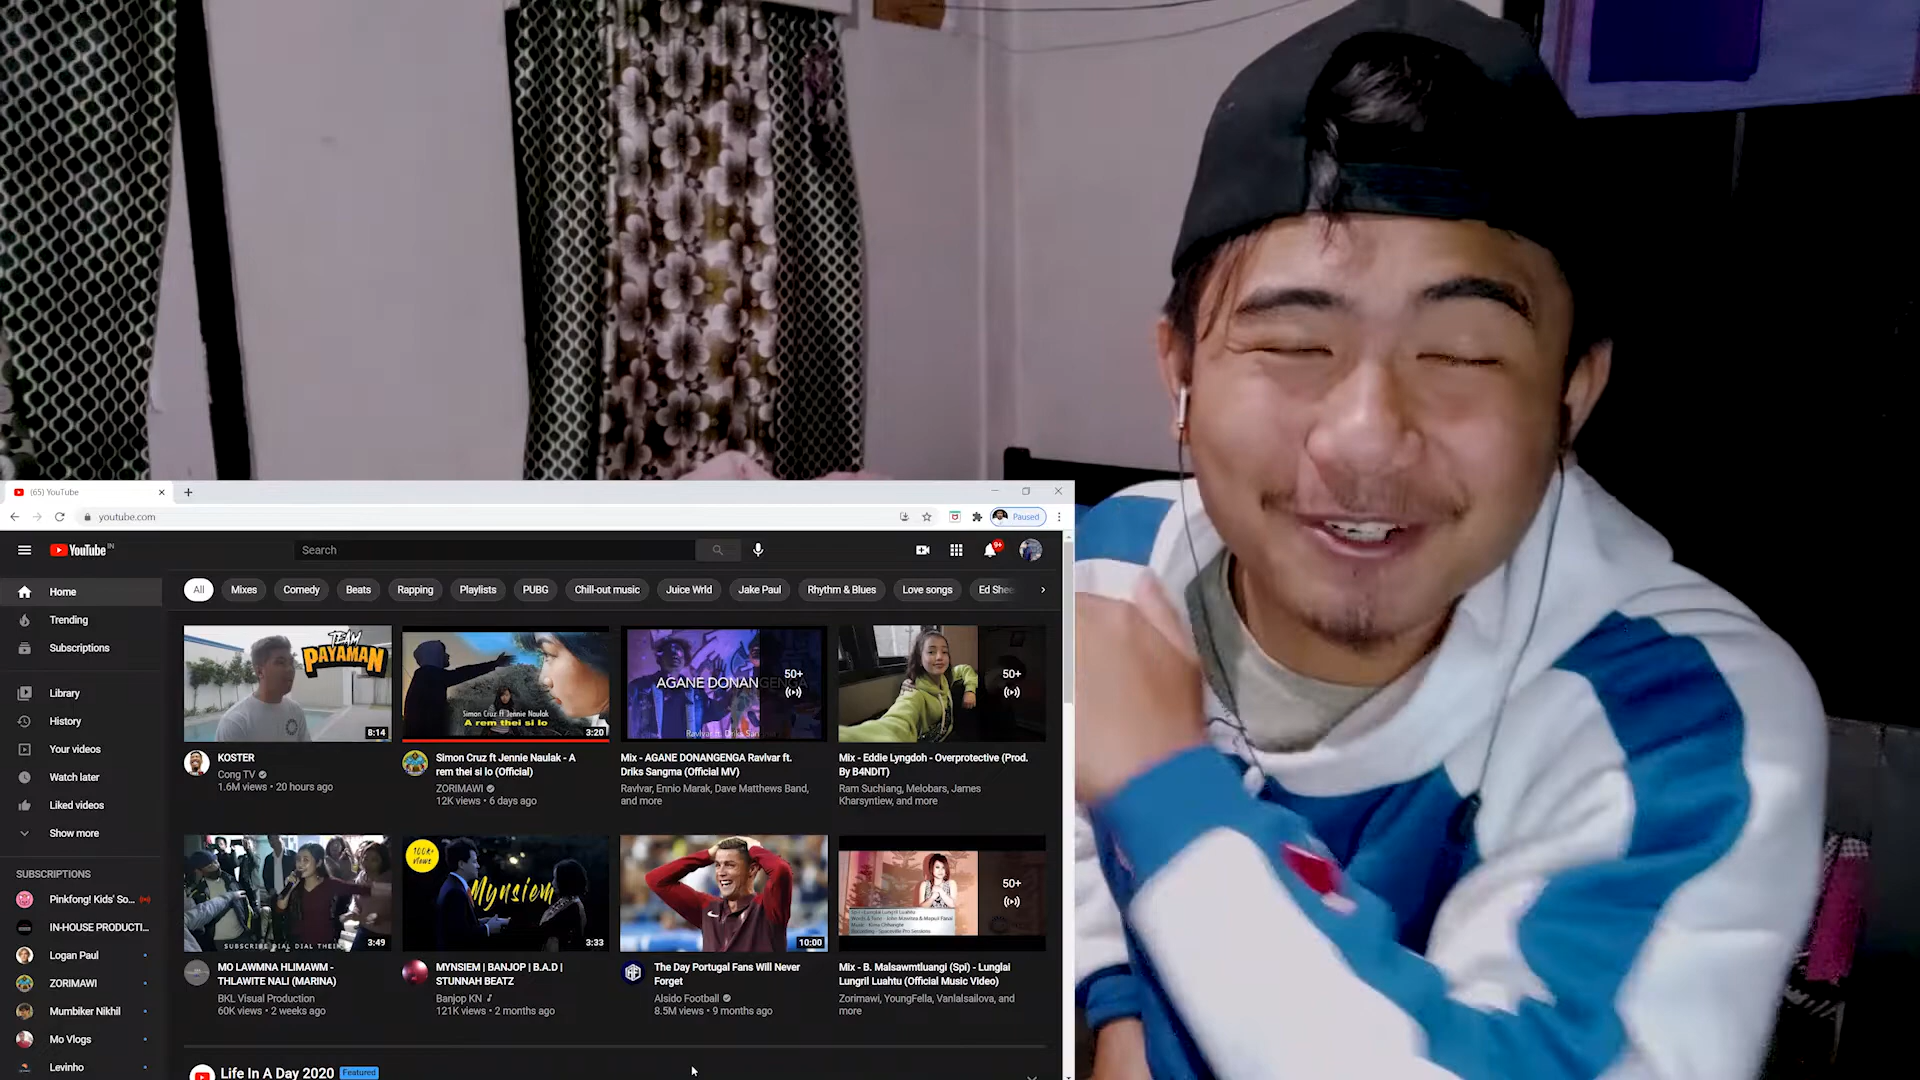 (65) YouTube
youtube.com
Paused
YouTube IN
Search
9+
All
Mixes
Comedy
Beats
Rapping
Playlists
PUBG
Chill-out music
Juice Wrld
Jake Paul
Rhythm & Blues
Love songs
Ed Shee
Home
Trending
Subscriptions
Library
History
Your videos
Watch later
Liked videos
Show more
SUBSCRIPTIONS
Pinkfong! Kids' So...
IN-HOUSE PRODUCTI...
Logan Paul
ZORIMAWI
Mumbiker Nikhil
Mo Vlogs
Levinho
TEAM
PAYAMAN
8:14
KOSTER
Cong TV
1.6M views • 20 hours ago
Simon Cruz ft Jennie Naulak
A rem thei si lo
3:20
Simon Cruz ft Jennie Naulak - A
rem thei si lo (Official)
ZORIMAWI
12K views • 6 days ago
AGANE DONANGENGA
50+
Mix - AGANE DONANGENGA Ravlvar ft.
Driks Sangma (Official MV)
Ravlvar, Ennio Marak, Dave Matthews Band,
and more
50+
Mix - Eddie Lyngdoh - Overprotective (Prod.
By B4NDIT)
Ram Suchiang, Melobars, James
Kharsyntiew, and more
SUBSCRIBE DIAL DIAL THEIH
3:49
MO LAWMNA HLIMAWM -
THLAWITE NALI (MARINA)
BKL Visual Production
60K views • 2 weeks ago
100K+
views
Mynsiem
3:33
MYNSIEM | BANJOP | B.A.D |
STUNNAH BEATZ
Banjop KN
121K views • 2 months ago
10:00
The Day Portugal Fans Will Never
Forget
Alsido Football
8.5M views • 9 months ago
50+
Mix - B. Malsawmtluangi (Spi) - Lunglai
Lungril Luahtu (Official Music Video)
Zorimawi, YoungFella, Vanlalsailova, and
more
Life In A Day 2020
Featured